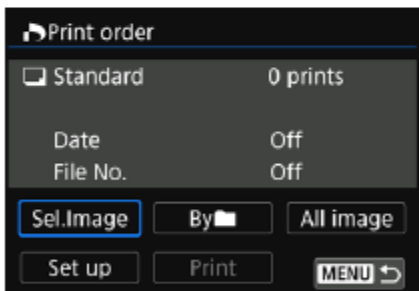 Print order
Standard 0 prints
Date Off
File No. Off
Sel.Image By All image
Set up Print MENU